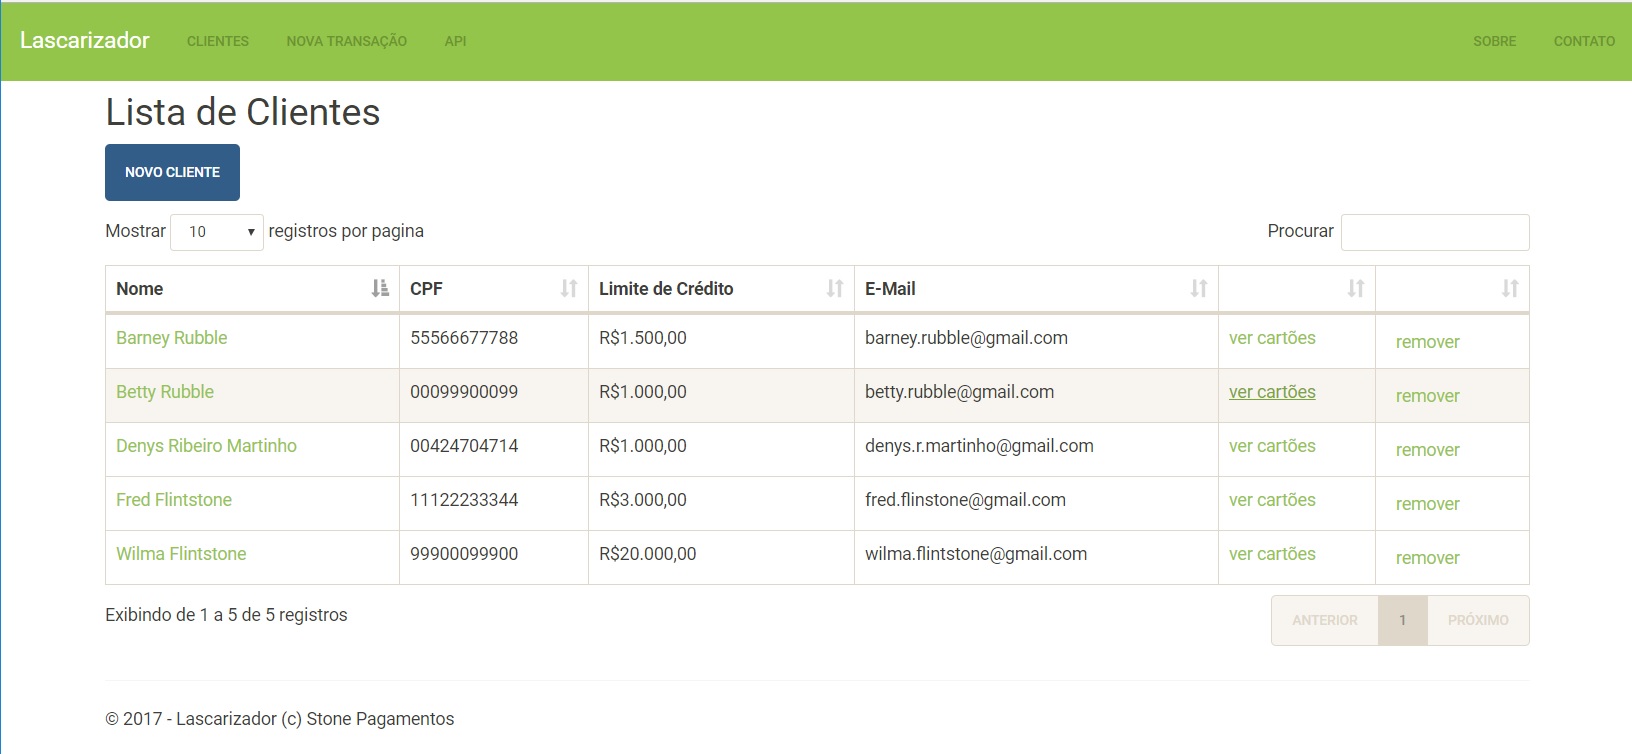 Lascarizador CLIENTES NOVA TRANSAÇÃO API SOBRE CONTATO
Lista de Clientes
NOVO CLIENTE
Mostrar 10 registros por pagina Procurar
Nome CPF Limite de Crédito E-Mail
Barney Rubble 55566677788 R$1.500,00 barney.rubble@gmail.com ver cartões remover
Betty Rubble 00099900099 R$1.000,00 betty.rubble@gmail.com ver cartões remover
Denys Ribeiro Martinho 00424704714 R$1.000,00 denys.r.martinho@gmail.com ver cartões remover
Fred Flintstone 11122233344 R$3.000,00 fred.flinstone@gmail.com ver cartões remover
Wilma Flintstone 99900099900 R$20.000,00 wilma.flintstone@gmail.com ver cartões remover
Exibindo de 1 a 5 de 5 registros ANTERIOR 1 PRÓXIMO
© 2017 - Lascarizador (c) Stone Pagamentos